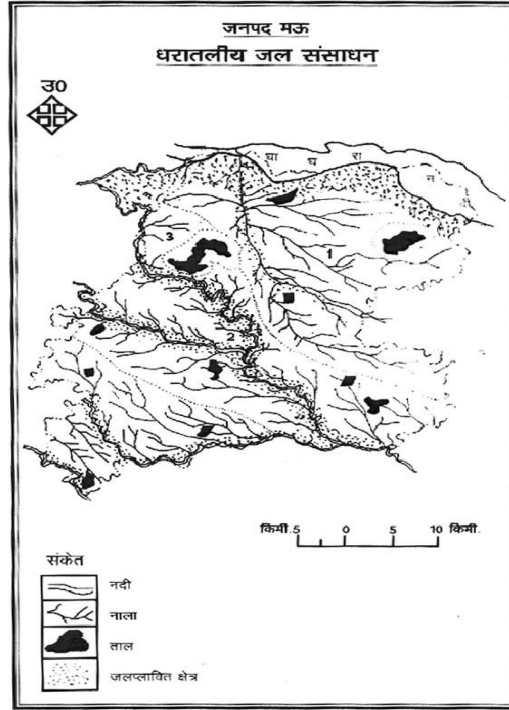 जनपद मऊ
धरातलीय जल संसाधन
उ0
घा घ रा न
1
3
2
किमी. 5 0 5 10 किमी.
संकेत
नदी
नाला
ताल
जलप्लावित क्षेत्र